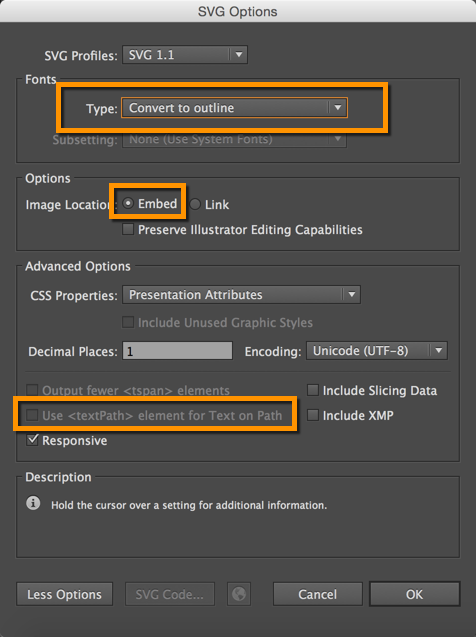 SVG Options
SVG Profiles: SVG 1.1
Fonts
Type: Convert to outline
Subsetting: None (Use System Fonts)
Options
Image Location: Embed Link
Preserve Illustrator Editing Capabilities
Advanced Options
CSS Properties: Presentation Attributes
Include Unused Graphic Styles
Decimal Places: 1 Encoding: Unicode (UTF-8)
Output fewer <tspan> elements Include Slicing Data
Use <textPath> element for Text on Path Include XMP
Responsive
Description
Hold the cursor over a setting for additional information.
Less Options SVG Code... Cancel OK